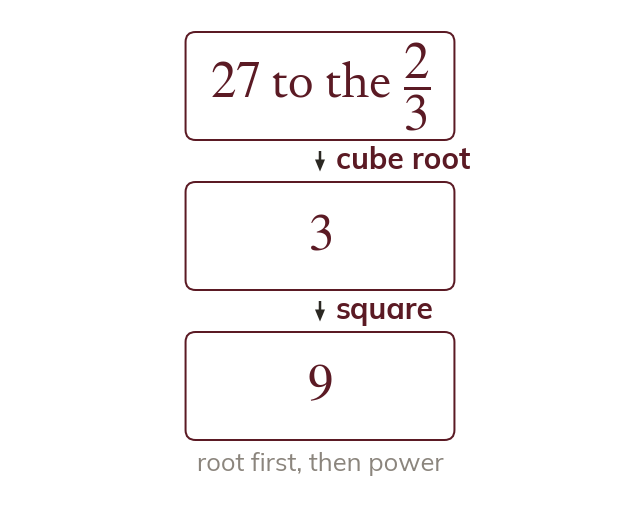 27 to the 2/3
cube root
3
square
9
root first, then power